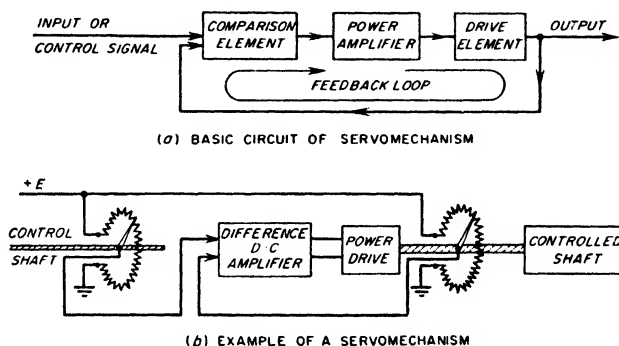 INPUT OR
CONTROL SIGNAL
COMPARISON
ELEMENT
POWER
AMPLIFIER
DRIVE
ELEMENT
OUTPUT
FEEDBACK LOOP
(a) BASIC CIRCUIT OF SERVOMECHANISM
+E
CONTROL
SHAFT
DIFFERENCE
D·C
AMPLIFIER
POWER
DRIVE
CONTROLLED
SHAFT
(b) EXAMPLE OF A SERVOMECHANISM